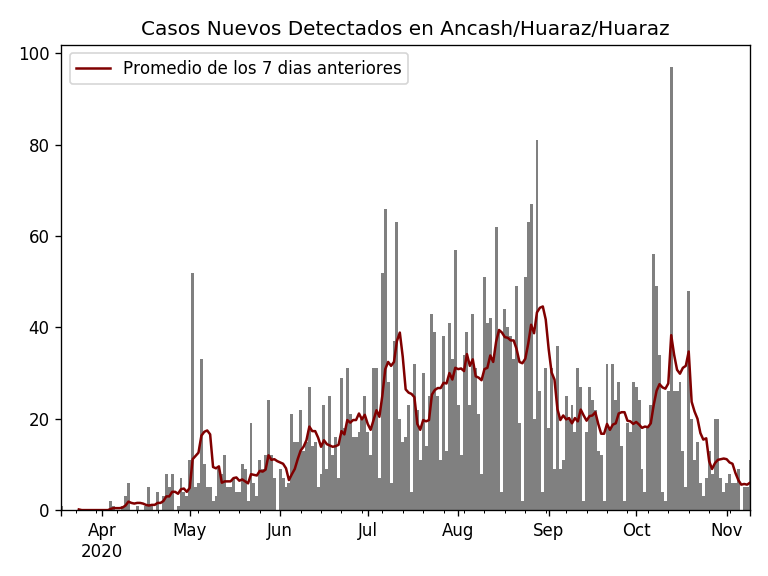 Casos Nuevos Detectados en Ancash/Huaraz/Huaraz
Promedio de los 7 dias anteriores
100
80
60
40
20
0
Apr May Jun Jul Aug Sep Oct Nov
2020